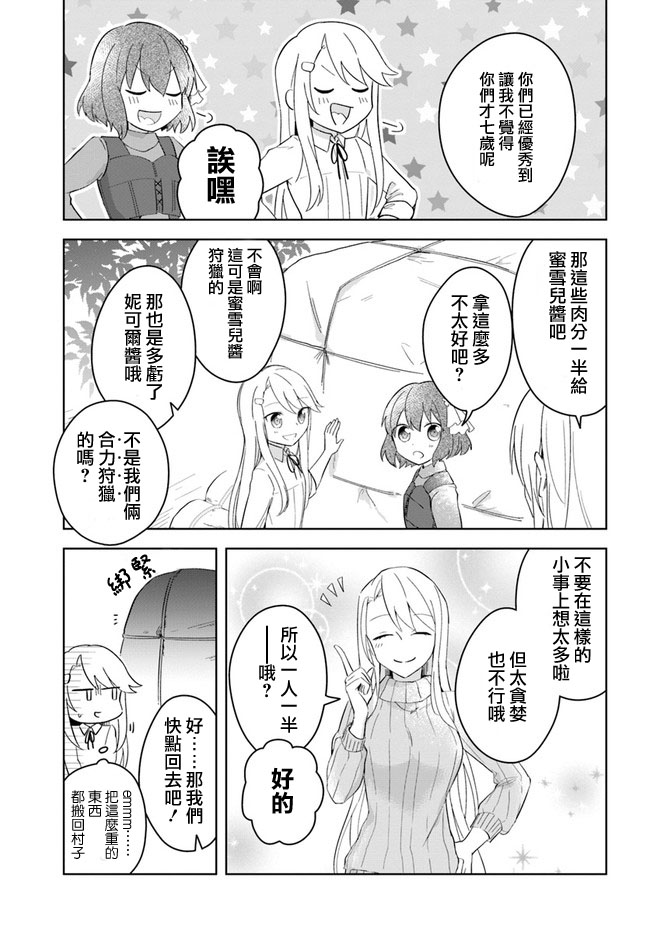 你們已經優秀到
讓我不覺得
你們才七歲呢
誒嘿
那這些肉分一半給
蜜雪兒醬吧
拿這麼多
不太好吧？
不會啊
這可是蜜雪兒醬
狩獵的
那也是多虧了
妮可爾醬哦
不是我們倆
合力狩獵
的嗎？
不要在這樣的
小事上想太多啦
但太貪婪
也不行哦
所以一人一半
——哦？
好的
綁緊
好……那我們
快點回去吧！
emmm……
把這麼重的
東西
都搬回村子